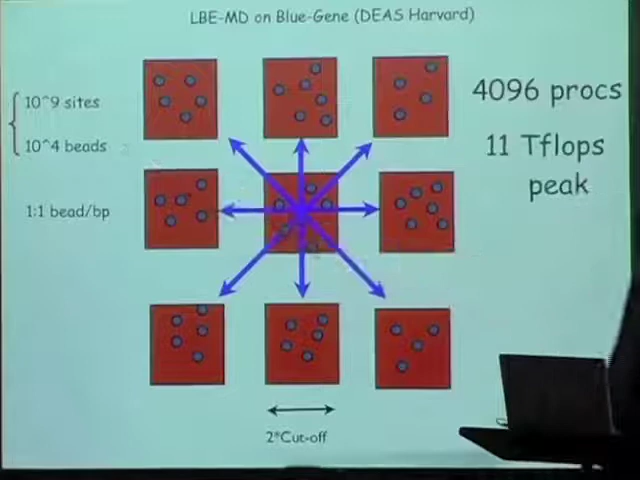 LBE-MD on Blue-Gene (DEAS Harvard)
10^9 sites
10^4 beads
1:1 bead/bp
4096 procs
11 Tflops
peak
2*Cut-off